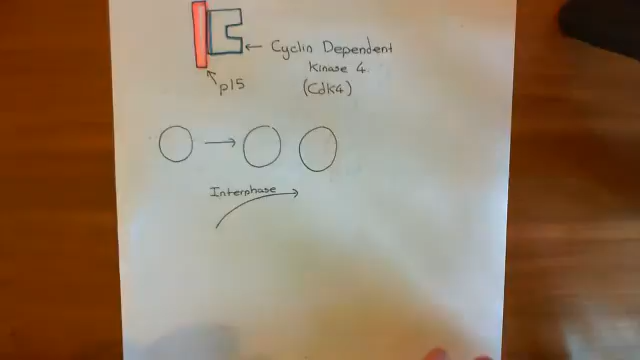 Cyclin Dependent
Kinase 4.
(Cdk4)
p15
Interphase